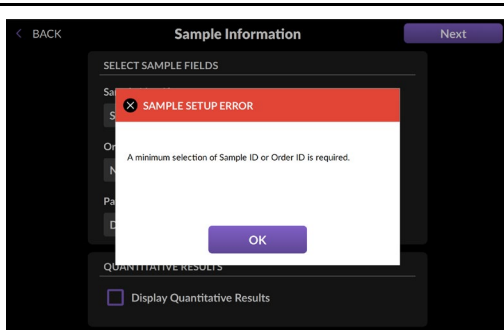 BACK
Sample Information
Next
SELECT SAMPLE FIELDS
SAMPLE SETUP ERROR
A minimum selection of Sample ID or Order ID is required.
OK
QUANTITATIVE RESULTS
Display Quantitative Results